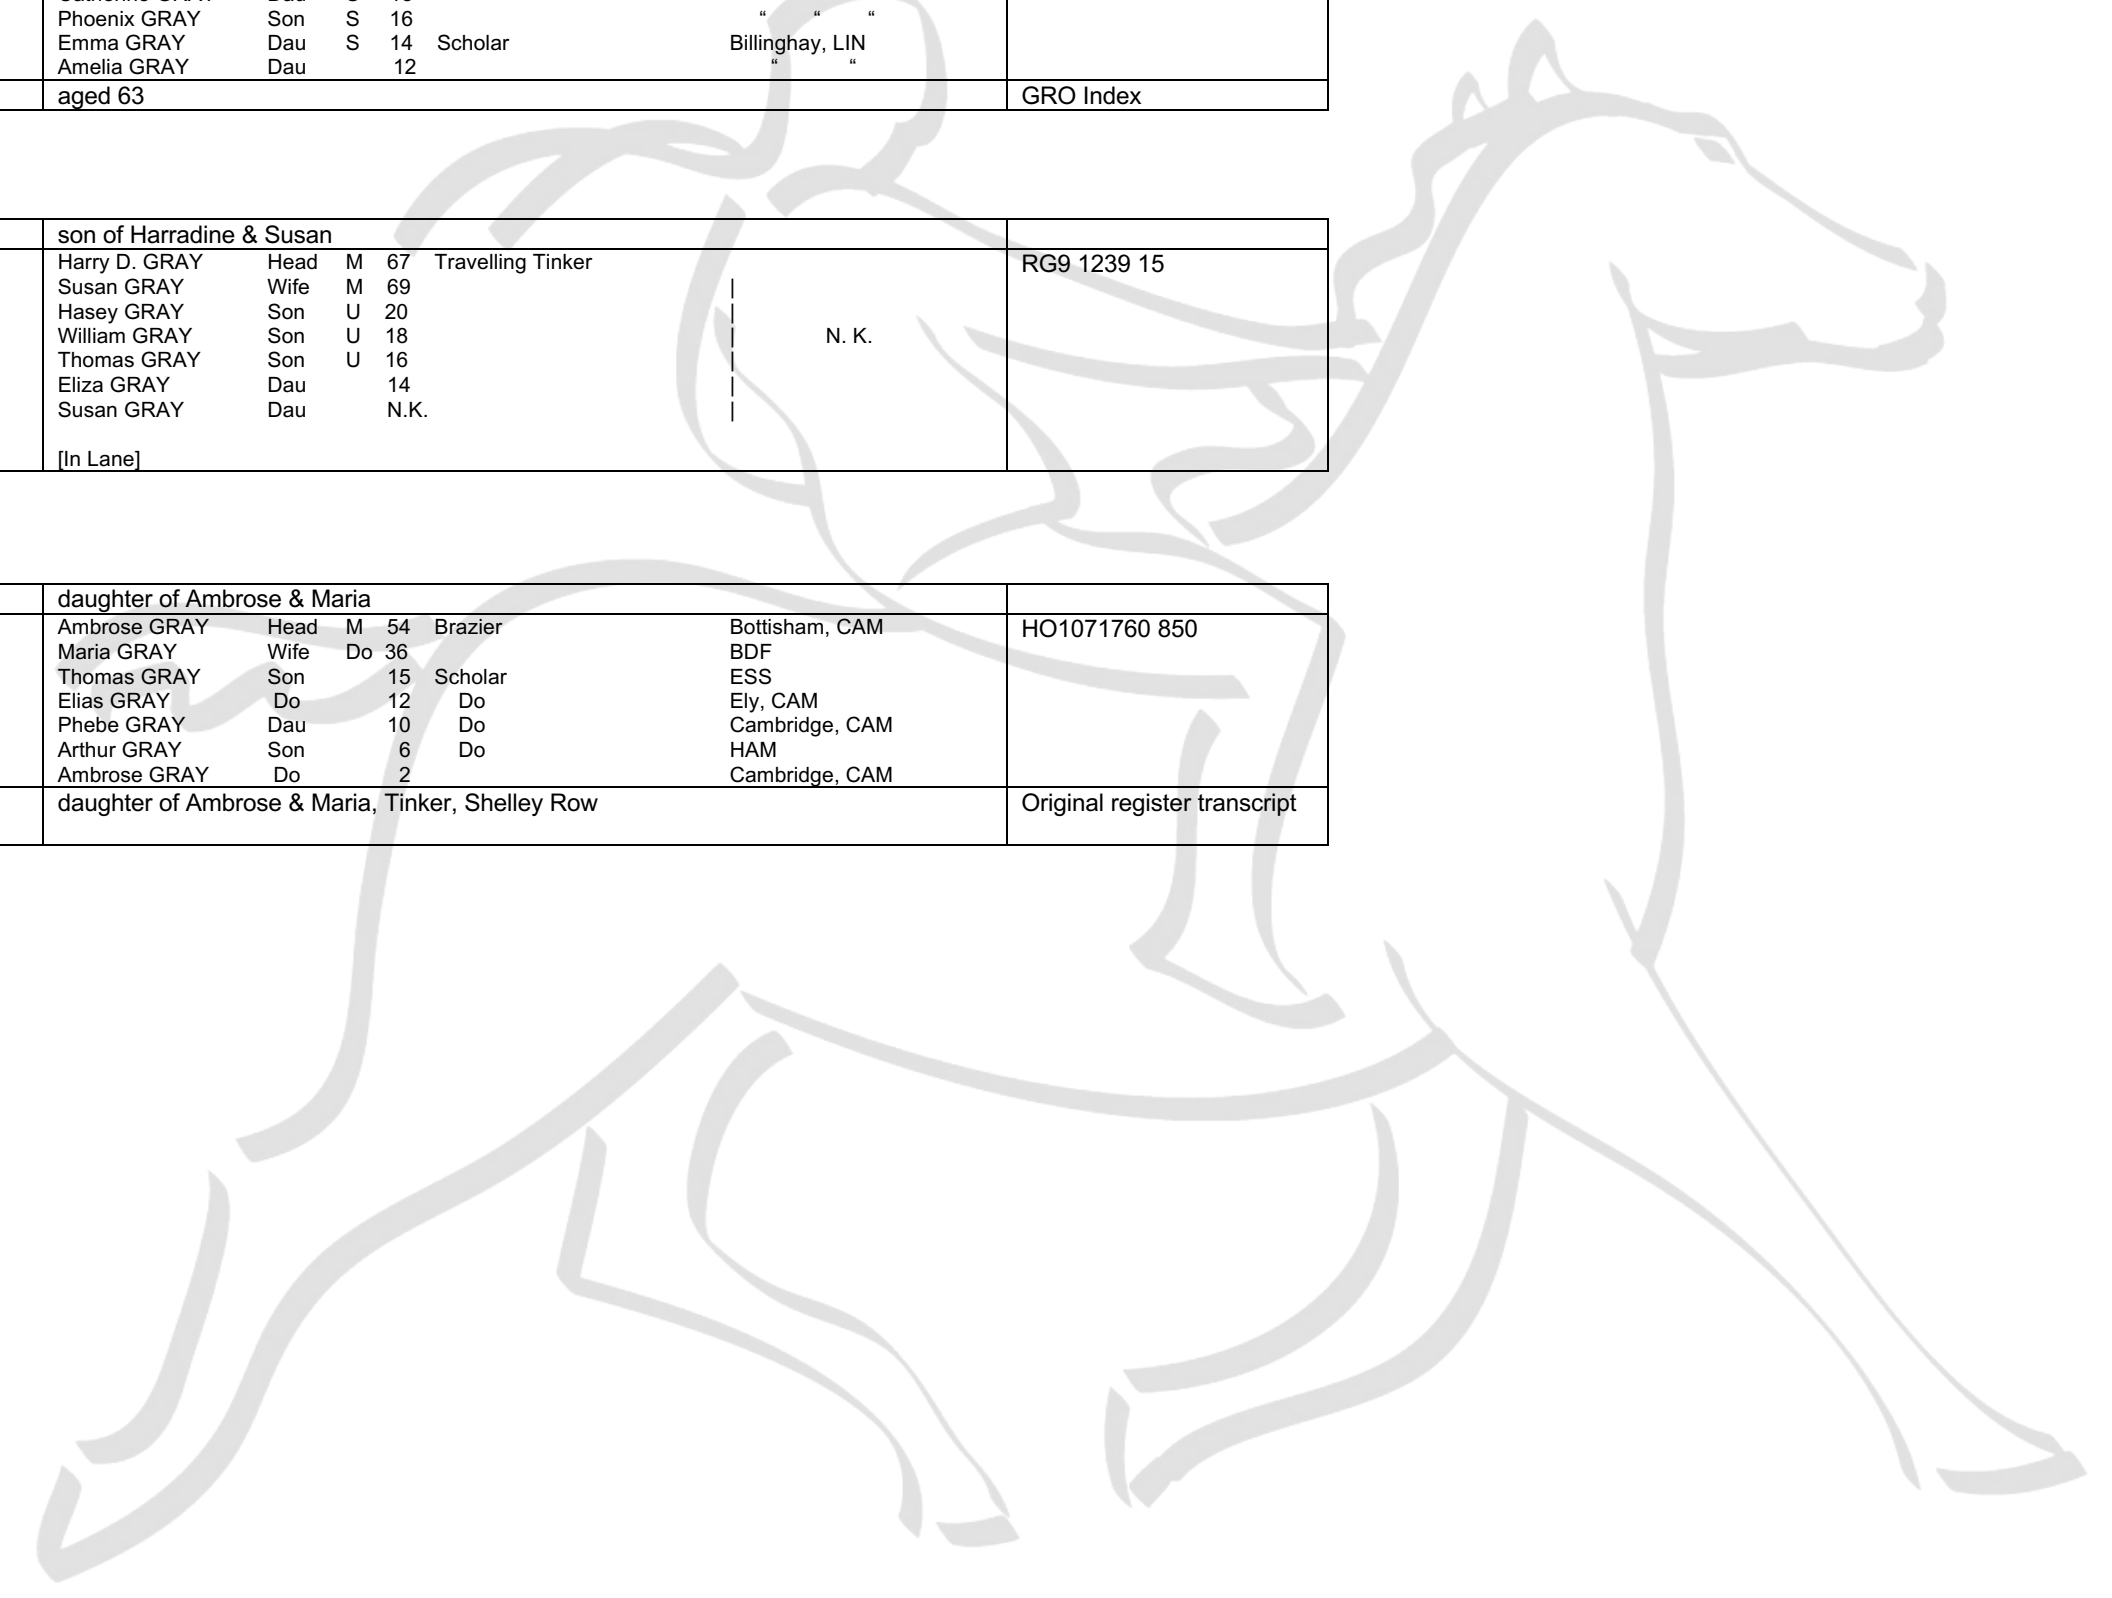 Phoenix GRAY Son S 16 “ “ “
Emma GRAY Dau S 14 Scholar Billinghay, LIN
Amelia GRAY Dau 12 “ “
aged 63 GRO Index
son of Harradine & Susan
Harry D. GRAY Head M 67 Travelling Tinker RG9 1239 15
Susan GRAY Wife M 69 |
Hasey GRAY Son U 20 |
William GRAY Son U 18 | N. K.
Thomas GRAY Son U 16 |
Eliza GRAY Dau 14 |
Susan GRAY Dau N.K. |
[In Lane]
daughter of Ambrose & Maria
Ambrose GRAY Head M 54 Brazier Bottisham, CAM HO1071760 850
Maria GRAY Wife Do 36 BDF
Thomas GRAY Son 15 Scholar ESS
Elias GRAY Do 12 Do Ely, CAM
Phebe GRAY Dau 10 Do Cambridge, CAM
Arthur GRAY Son 6 Do HAM
Ambrose GRAY Do 2 Cambridge, CAM
daughter of Ambrose & Maria, Tinker, Shelley Row Original register transcript